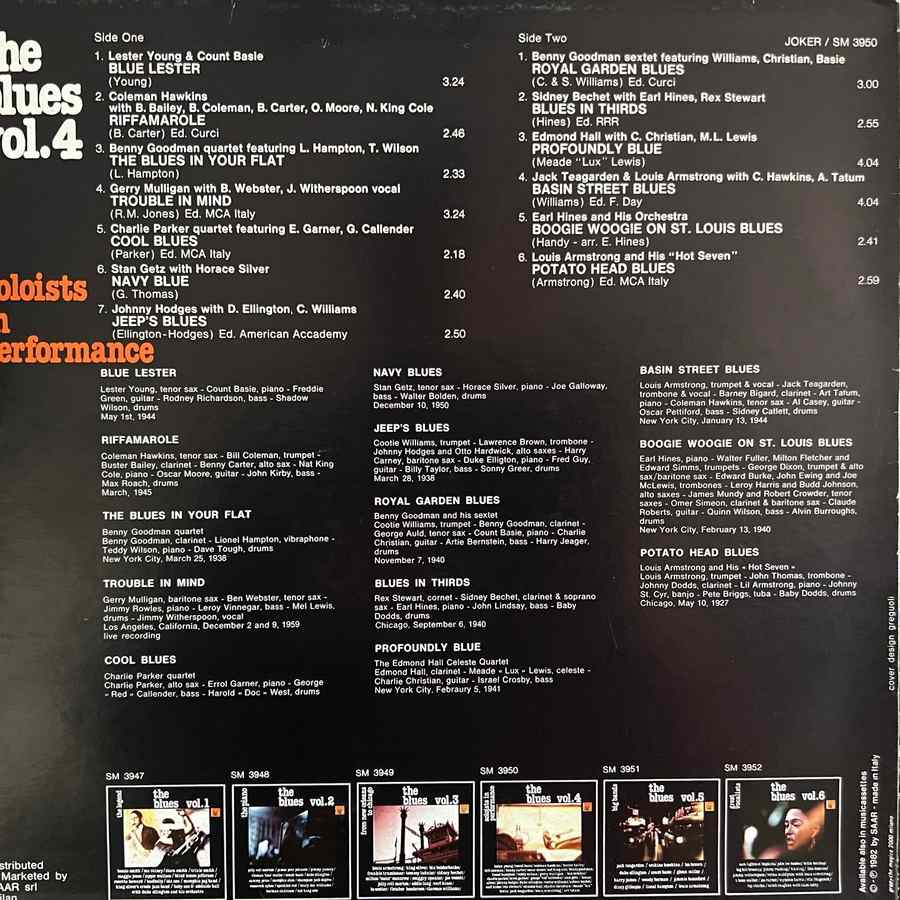 the
blues
vol.4
soloists
in
performance
Side One
1. Lester Young & Count Basie
BLUE LESTER
(Young) 3.24
2. Coleman Hawkins
with B. Bailey, B. Coleman, B. Carter, O. Moore, N. King Cole
RIFFAMAROLE
(B. Carter) Ed. Curci 2.46
3. Benny Goodman quartet featuring L. Hampton, T. Wilson
THE BLUES IN YOUR FLAT
(L. Hampton) 2.33
4. Gerry Mulligan with B. Webster, J. Witherspoon vocal
TROUBLE IN MIND
(R.M. Jones) Ed. MCA Italy 3.24
5. Charlie Parker quartet featuring E. Garner, G. Callender
COOL BLUES
(Parker) Ed. MCA Italy 2.18
6. Stan Getz with Horace Silver
NAVY BLUE
(G. Thomas) 2.40
7. Johnny Hodges with D. Ellington, C. Williams
JEEP'S BLUES
(Ellington-Hodges) Ed. American Accademy 2.50
Side Two
JOKER / SM 3950
1. Benny Goodman sextet featuring Williams, Christian, Basie
ROYAL GARDEN BLUES
(C. & S. Williams) Ed. Curci 3.00
2. Sidney Bechet with Earl Hines, Rex Stewart
BLUES IN THIRDS
(Hines) Ed. RRR 2.55
3. Edmond Hall with C. Christian, M.L. Lewis
PROFOUNDLY BLUE
(Meade "Lux" Lewis) 4.04
4. Jack Teagarden & Louis Armstrong with C. Hawkins, A. Tatum
BASIN STREET BLUES
(Williams) Ed. F. Day 4.04
5. Earl Hines and His Orchestra
BOOGIE WOOGIE ON ST. LOUIS BLUES
(Handy - arr. E. Hines) 2.41
6. Louis Armstrong and His "Hot Seven"
POTATO HEAD BLUES
(Armstrong) Ed. MCA Italy 2.59
BLUE LESTER
Lester Young, tenor sax - Count Basie, piano - Freddie
Green, guitar - Rodney Richardson, bass - Shadow
Wilson, drums
May 1st, 1944
RIFFAMAROLE
Coleman Hawkins, tenor sax - Bill Coleman, trumpet -
Buster Bailey, clarinet - Benny Carter, alto sax - Nat King
Cole, piano - Oscar Moore, guitar - John Kirby, bass -
Max Roach, drums
March, 1945
THE BLUES IN YOUR FLAT
Benny Goodman quartet
Benny Goodman, clarinet - Lionel Hampton, vibraphone -
Teddy Wilson, piano - Dave Tough, drums
New York City, March 25, 1938
TROUBLE IN MIND
Gerry Mulligan, baritone sax - Ben Webster, tenor sax -
Jimmy Rowles, piano - Leroy Vinnegar, bass - Mel Lewis,
drums - Jimmy Witherspoon, vocal
Los Angeles, California, December 2 and 9, 1959
live recording
COOL BLUES
Charlie Parker quartet
Charlie Parker, alto sax - Errol Garner, piano - George
« Red » Callender, bass - Harold « Doc » West, drums
NAVY BLUES
Stan Getz, tenor sax - Horace Silver, piano - Joe Galloway,
bass - Walter Bolden, drums
December 10, 1950
JEEP'S BLUES
Cootie Williams, trumpet - Lawrence Brown, trombone -
Johnny Hodges and Otto Hardwick, alto saxes - Harry
Carney, baritone sax - Duke Elligton, piano - Fred Guy,
guitar - Billy Taylor, bass - Sonny Greer, drums
March 28, 1938
ROYAL GARDEN BLUES
Benny Goodman and his sextet
Cootie Williams, trumpet - Benny Goodman, clarinet -
George Auld, tenor sax - Count Basie, piano - Charlie
Christian, guitar - Artie Bernstein, bass - Harry Jeager,
drums
November 7, 1940
BLUES IN THIRDS
Rex Stewart, cornet - Sidney Bechet, clarinet & soprano
sax - Earl Hines, piano - John Lindsay, bass - Baby
Dodds, drums
Chicago, September 6, 1940
PROFOUNDLY BLUE
The Edmond Hall Celeste Quartet
Edmond Hall, clarinet - Meade « Lux » Lewis, celeste -
Charlie Christian, guitar - Israel Crosby, bass
New York City, Febraury 5, 1941
BASIN STREET BLUES
Louis Armstrong, trumpet & vocal - Jack Teagarden,
trombone & vocal - Barney Bigard, clarinet - Art Tatum,
piano - Coleman Hawkins, tenor sax - Al Casey, guitar -
Oscar Pettiford, bass - Sidney Catlett, drums
New York City, January 13, 1944
BOOGIE WOOGIE ON ST. LOUIS BLUES
Earl Hines, piano - Walter Fuller, Milton Fletcher and
Edward Simms, trumpets - George Dixon, trumpet & alto
sax/baritone sax - Edward Burke, John Ewing and Joe
McLewis, trombones - Leroy Harris and Budd Johnson,
alto saxes - James Mundy and Robert Crowder, tenor
saxes - Omer Simeon, clarinet & baritone sax - Claude
Roberts, guitar - Quinn Wilson, bass - Alvin Burroughs,
drums
New York City, February 13, 1940
POTATO HEAD BLUES
Louis Armstrong and His « Hot Seven »
Louis Armstrong, trumpet - John Thomas, trombone -
Johnny Dodds, clarinet - Lil Armstrong, piano - Johnny
St. Cyr, banjo - Pete Briggs, tuba - Baby Dodds, drums
Chicago, May 10, 1927
cover design greguoli
SM 3947
SM 3948
SM 3949
SM 3950
SM 3951
SM 3952
the legend
the
blues vol.1
the piano
the
blues vol.2
from new orleans
to chicago
the
blues vol.3
soloists in
performance
the
blues vol.4
big bands
the
blues vol.5
great
vocalists
the
blues vol.6
Available also in musicassettes
© - ℗ 1982 by SAAR - made in Italy
stributed
Marketed by
AAR srl
ilan